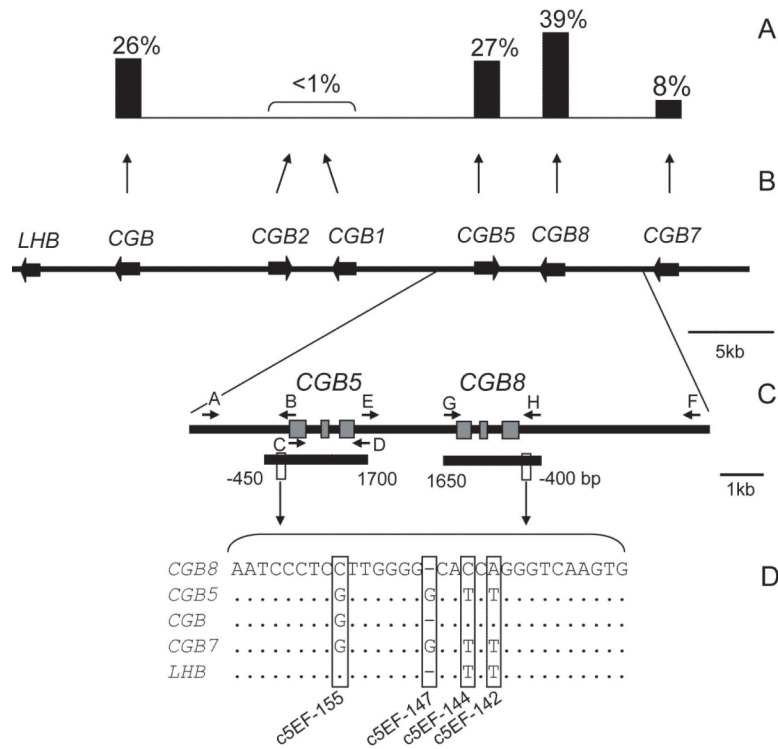 A
26% <1% 27% 39% 8%
B
LHB CGB CGB2 CGB1 CGB5 CGB8 CGB7
5kb
C
CGB5 CGB8
A B E G H F
C D
-450 1700 1650 -400 bp
1kb
D
CGB8 AATCCCTCCTTGGGG-CACCAGGGTCAAGTG
CGB5 ........G......G..T.T..........
CGB ........G......-...............
CGB7 ........G......G..T.T..........
LHB ...............-..T.T..........
c5EF-155 c5EF-147 c5EF-144 c5EF-142